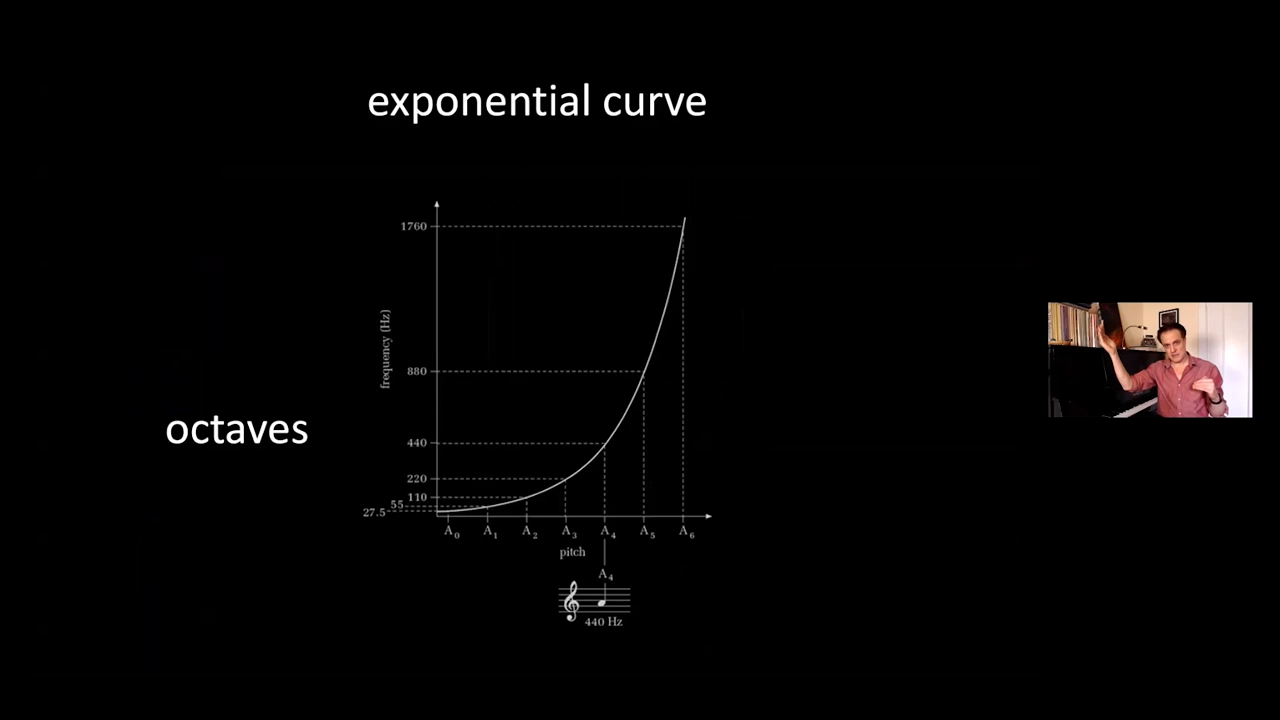 exponential curve
1760
frequency (Hz)
880
octaves
440
220
110
55
27.5
A0 A1 A2 A3 A4 A5 A6
pitch
A4
440 Hz